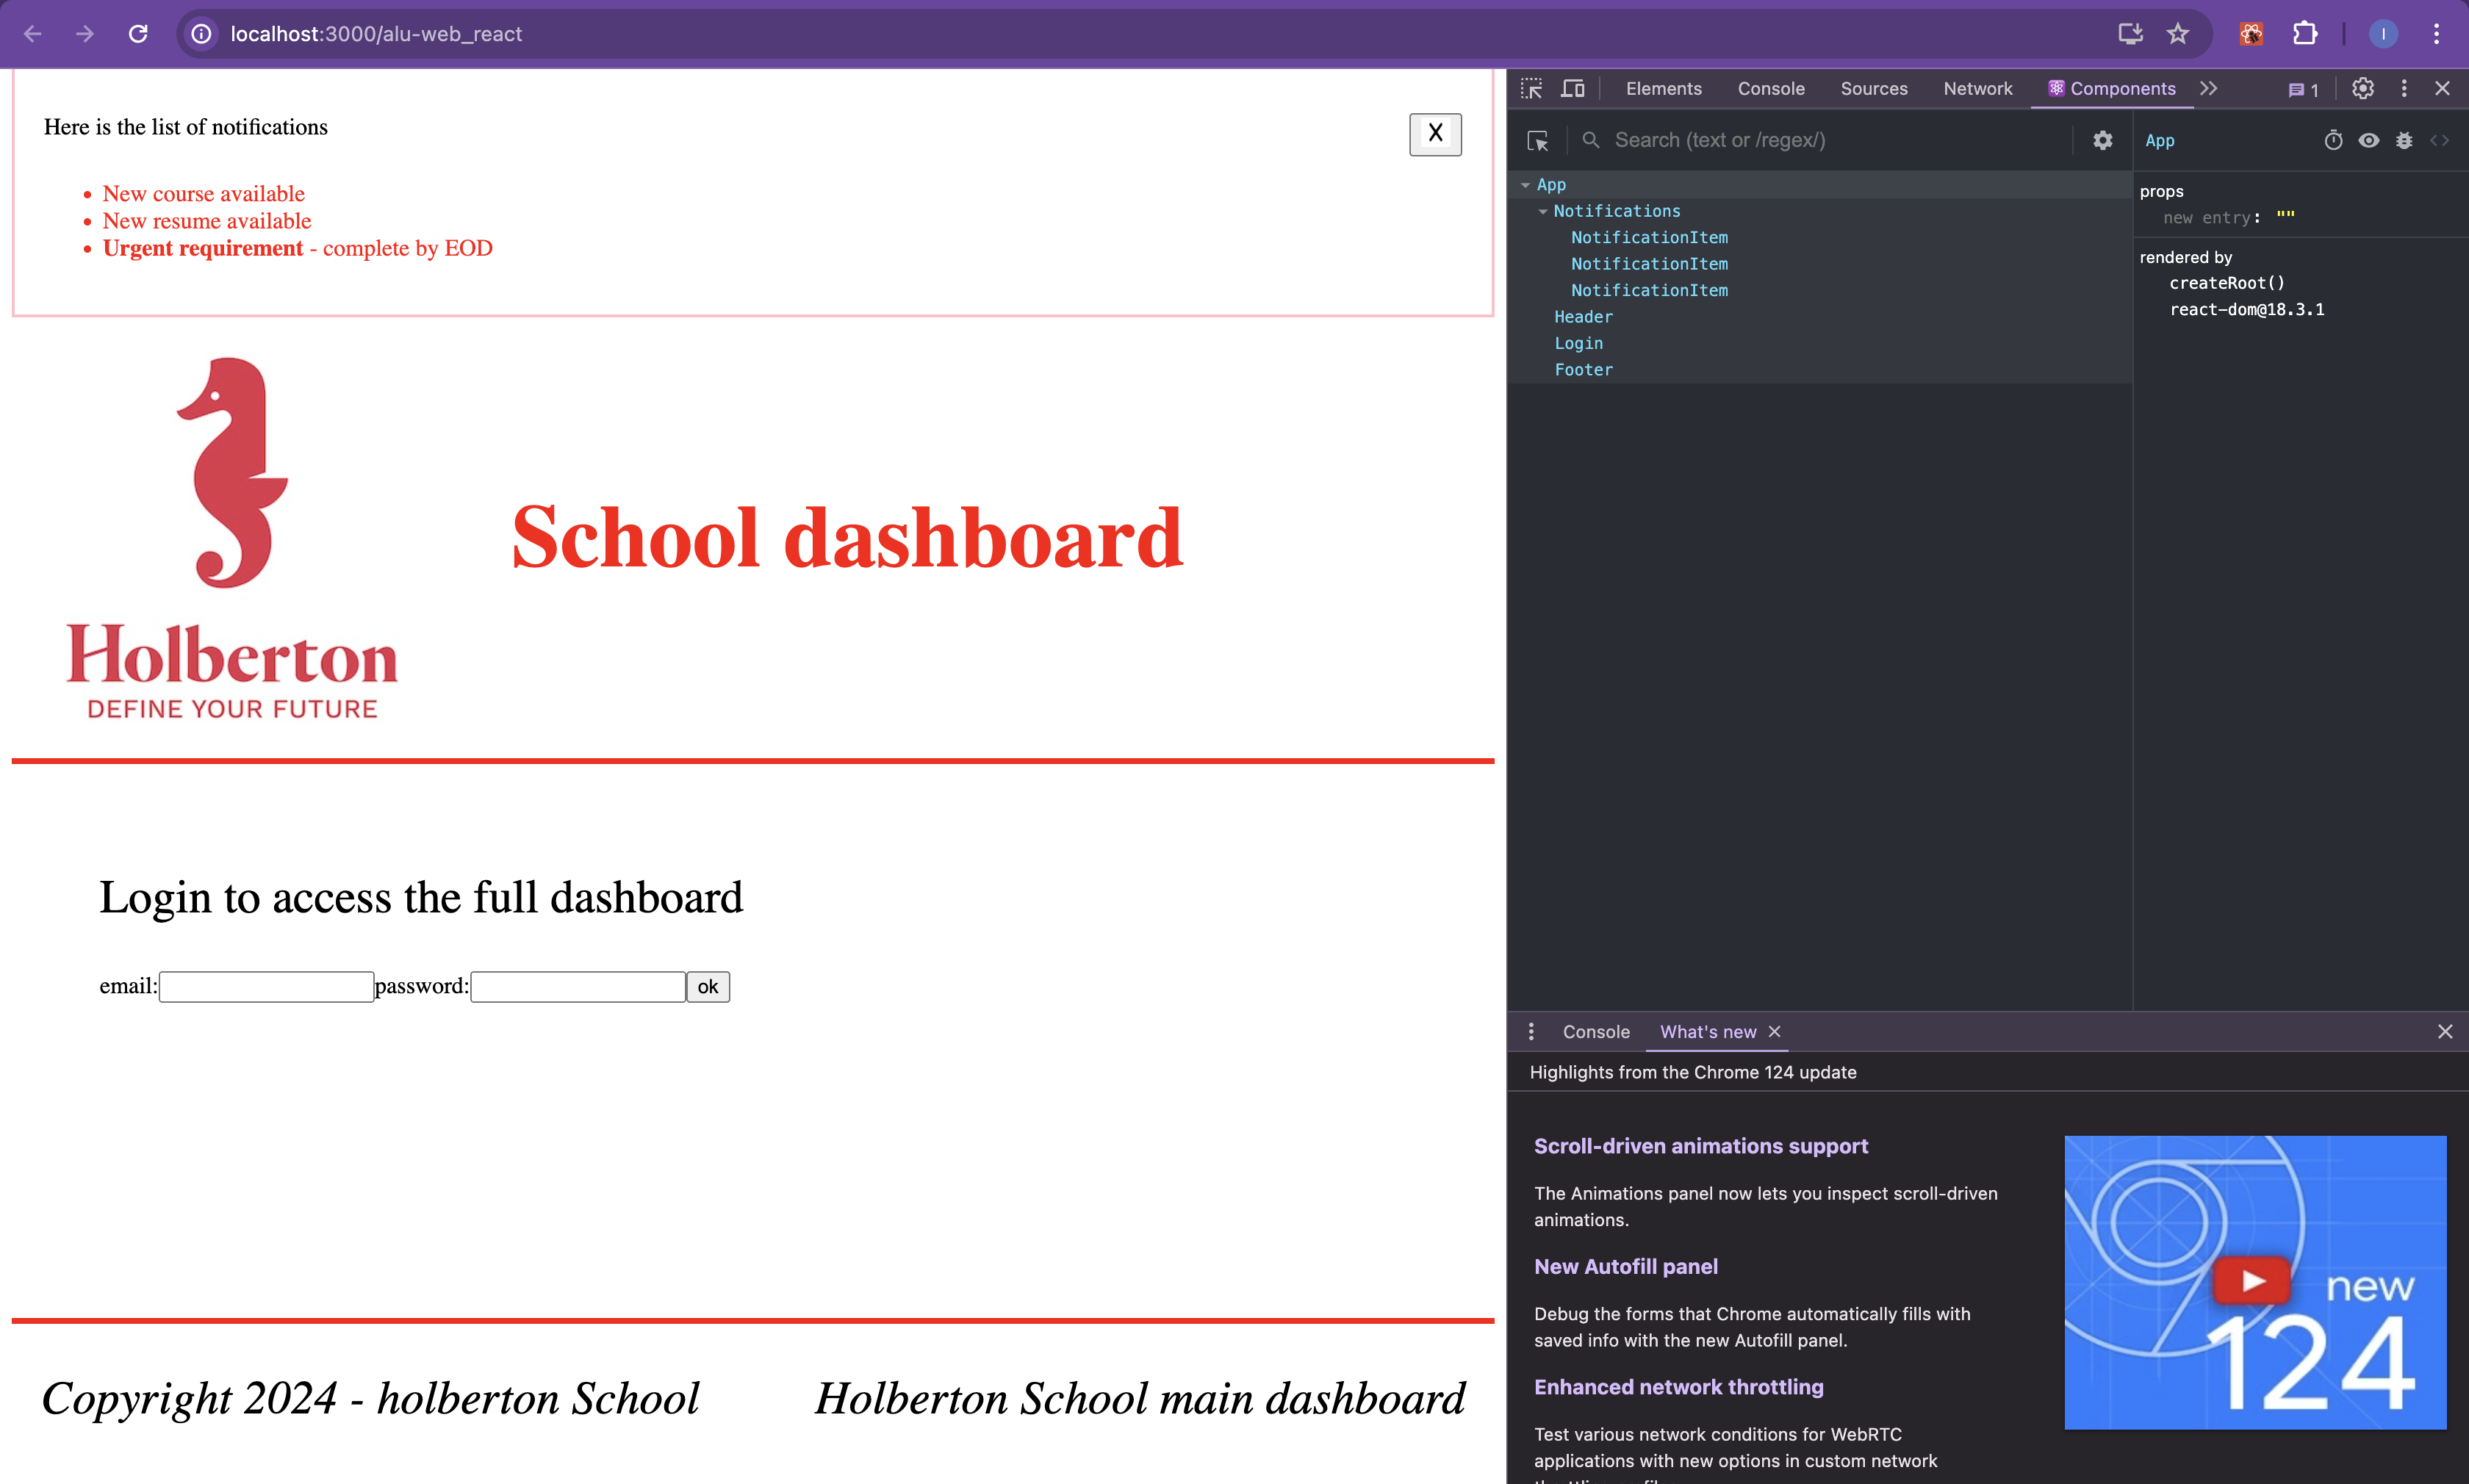 localhost:3000/alu-web_react
I
Here is the list of notifications
X
New course available
New resume available
Urgent requirement - complete by EOD
Holberton
DEFINE YOUR FUTURE
School dashboard
Login to access the full dashboard
email:
password:
ok
Copyright 2024 - holberton School
Holberton School main dashboard
Elements
Console
Sources
Network
Components
1
Search (text or /regex/)
App
Notifications
NotificationItem
NotificationItem
NotificationItem
Header
Login
Footer
App
props
new entry: ""
rendered by
createRoot()
react-dom@18.3.1
Console
What's new
Highlights from the Chrome 124 update
Scroll-driven animations support
The Animations panel now lets you inspect scroll-driven
animations.
New Autofill panel
Debug the forms that Chrome automatically fills with
saved info with the new Autofill panel.
Enhanced network throttling
Test various network conditions for WebRTC
applications with new options in custom network
new
124